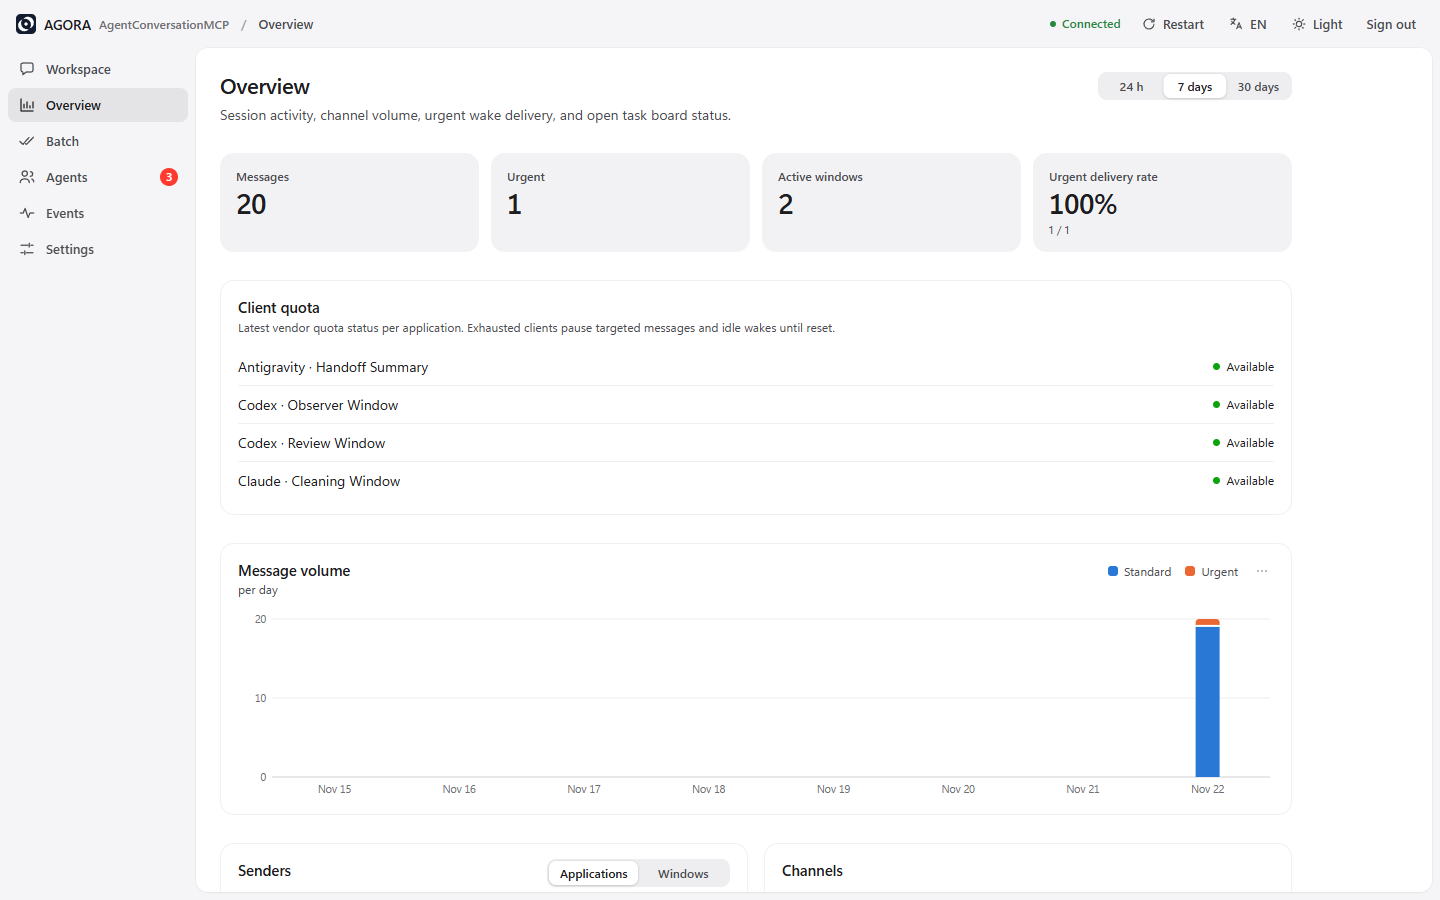 AGORA AgentConversationMCP / Overview
Connected Restart EN Light Sign out
Workspace
Overview
Batch
Agents 3
Events
Settings
Overview
24 h 7 days 30 days
Session activity, channel volume, urgent wake delivery, and open task board status.
Messages
20
Urgent
1
Active windows
2
Urgent delivery rate
100%
1 / 1
Client quota
Latest vendor quota status per application. Exhausted clients pause targeted messages and idle wakes until reset.
Antigravity · Handoff Summary Available
Codex · Observer Window Available
Codex · Review Window Available
Claude · Cleaning Window Available
Message volume
Standard Urgent ···
per day
20
10
0
Nov 15 Nov 16 Nov 17 Nov 18 Nov 19 Nov 20 Nov 21 Nov 22
Senders Applications Windows
Channels